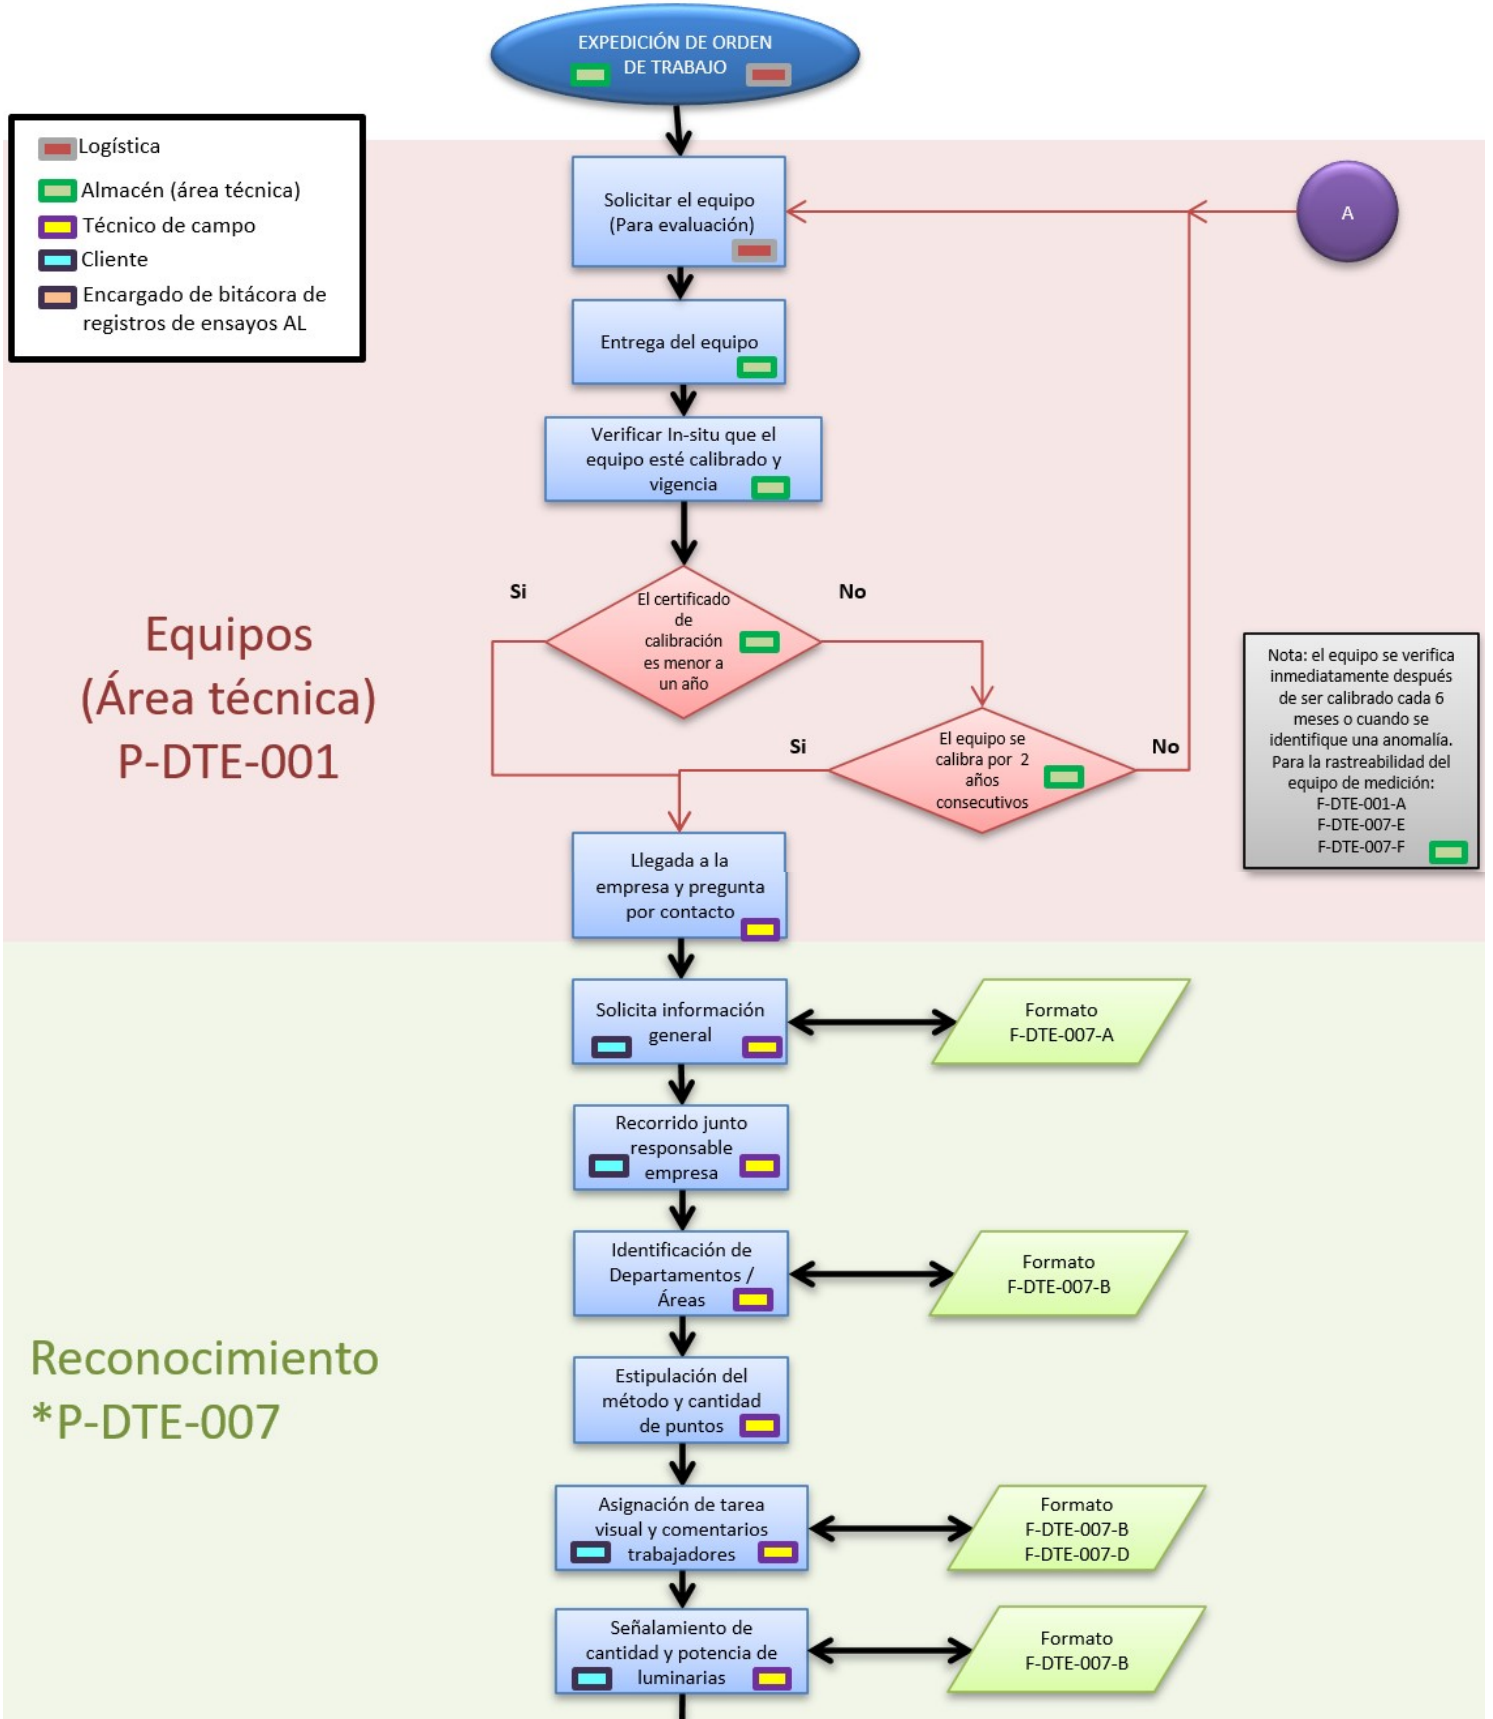 EXPEDICIÓN DE ORDEN
DE TRABAJO
Logística
Almacén (área técnica)
Técnico de campo
Cliente
Encargado de bitácora de
registros de ensayos AL
Solicitar el equipo
(Para evaluación)
A
Entrega del equipo
Verificar In-situ que el
equipo esté calibrado y
vigencia
Si
No
El certificado
de
calibración
es menor a
un año
Equipos
(Área técnica)
P-DTE-001
Si
No
El equipo se
calibra por 2
años
consecutivos
Nota: el equipo se verifica
inmediatamente después
de ser calibrado cada 6
meses o cuando se
identifique una anomalía.
Para la rastreabilidad del
equipo de medición:
F-DTE-001-A
F-DTE-007-E
F-DTE-007-F
Llegada a la
empresa y pregunta
por contacto
Solicita información
general
Formato
F-DTE-007-A
Recorrido junto
responsable
empresa
Identificación de
Departamentos /
Áreas
Formato
F-DTE-007-B
Reconocimiento
*P-DTE-007
Estipulación del
método y cantidad
de puntos
Asignación de tarea
visual y comentarios
trabajadores
Formato
F-DTE-007-B
F-DTE-007-D
Señalamiento de
cantidad y potencia de
luminarias
Formato
F-DTE-007-B